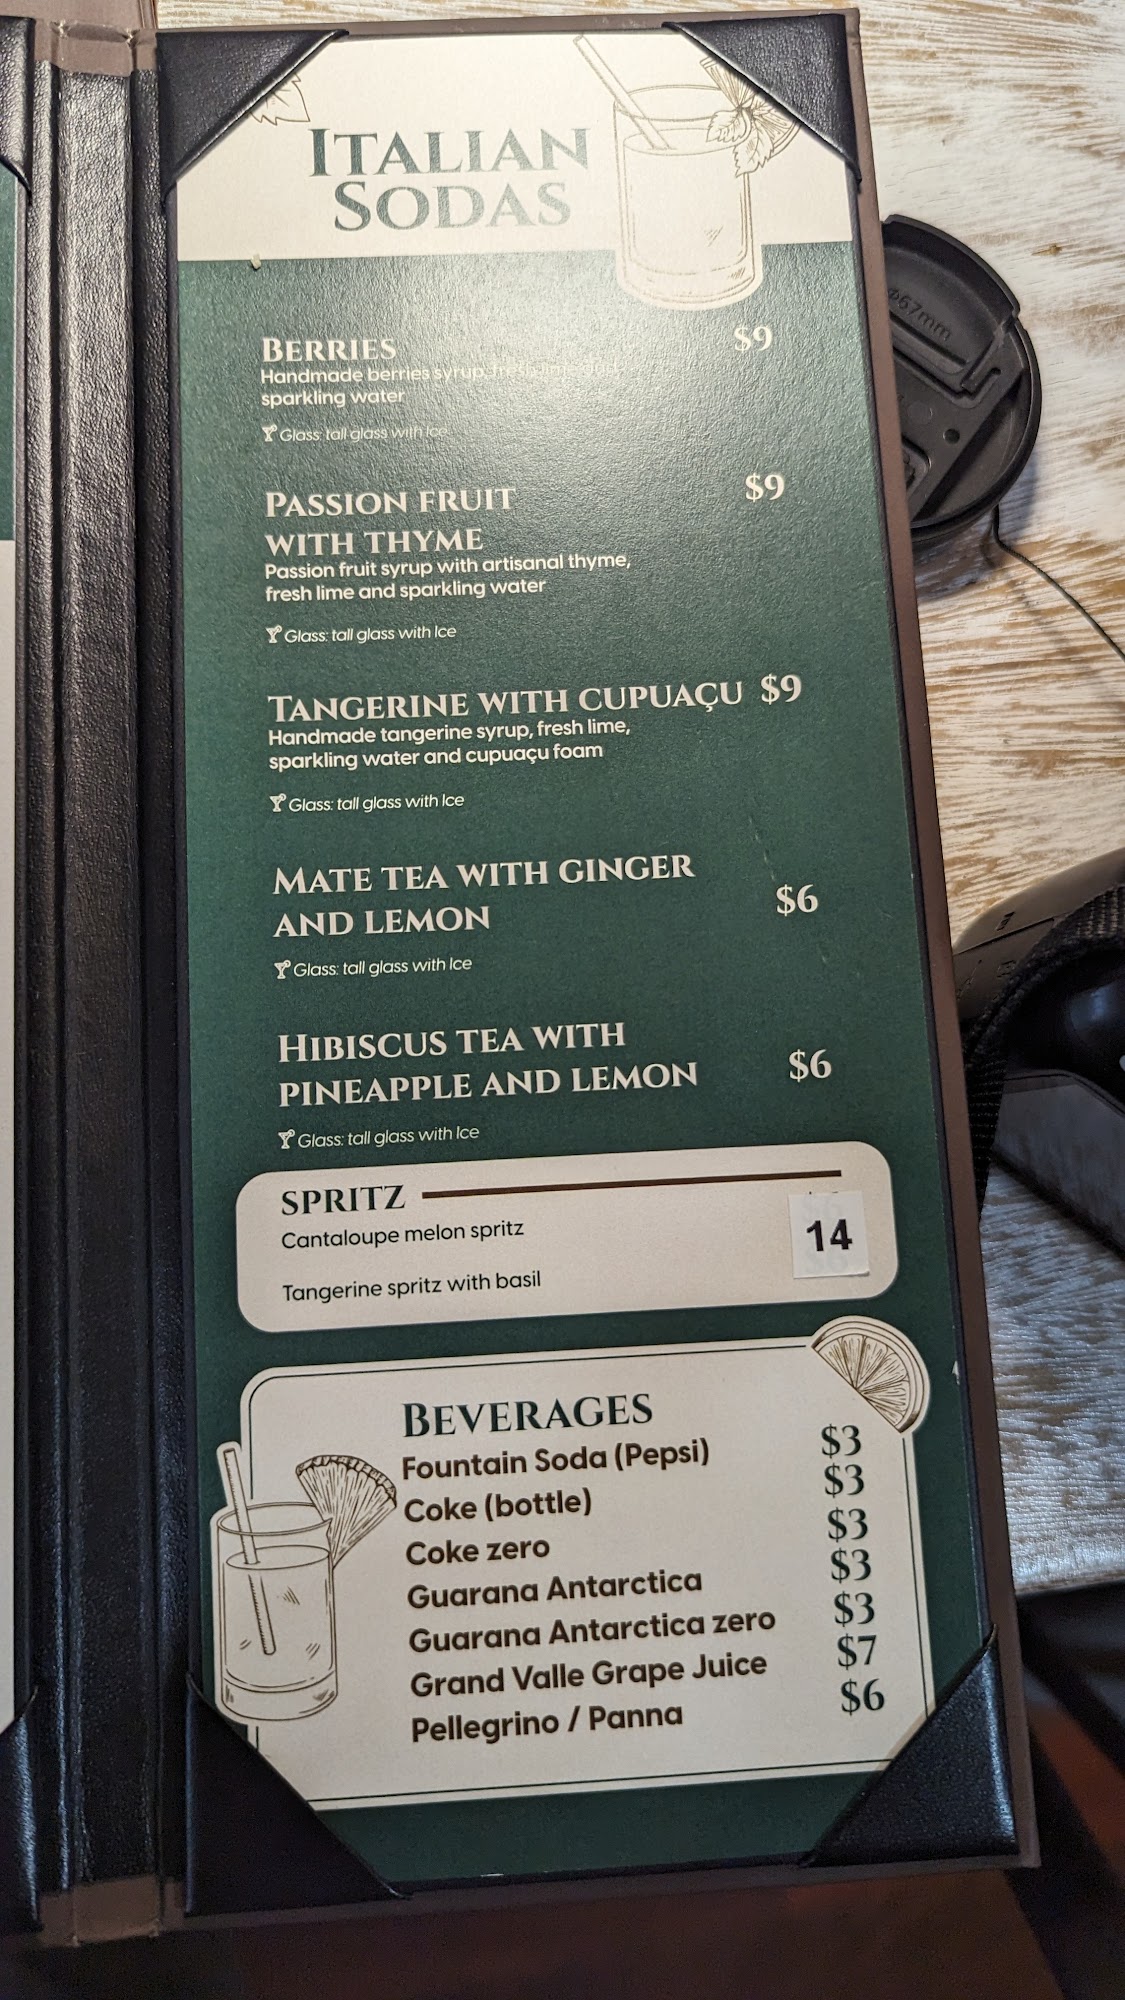 ITALIAN
SODAS
BERRIES $9
Handmade berries syrup, fresh lime and
sparkling water
Glass: tall glass with Ice
PASSION FRUIT $9
WITH THYME
Passion fruit syrup with artisanal thyme,
fresh lime and sparkling water
Glass: tall glass with Ice
TANGERINE WITH CUPUAÇU $9
Handmade tangerine syrup, fresh lime,
sparkling water and cupuaçu foam
Glass: tall glass with Ice
MATE TEA WITH GINGER
AND LEMON $6
Glass: tall glass with Ice
HIBISCUS TEA WITH
PINEAPPLE AND LEMON $6
Glass: tall glass with Ice
SPRITZ
Cantaloupe melon spritz
14
Tangerine spritz with basil
BEVERAGES
Fountain Soda (Pepsi) $3
Coke (bottle) $3
Coke zero $3
Guarana Antarctica $3
Guarana Antarctica zero $3
Grand Valle Grape Juice $7
Pellegrino / Panna $6
Φ67mm